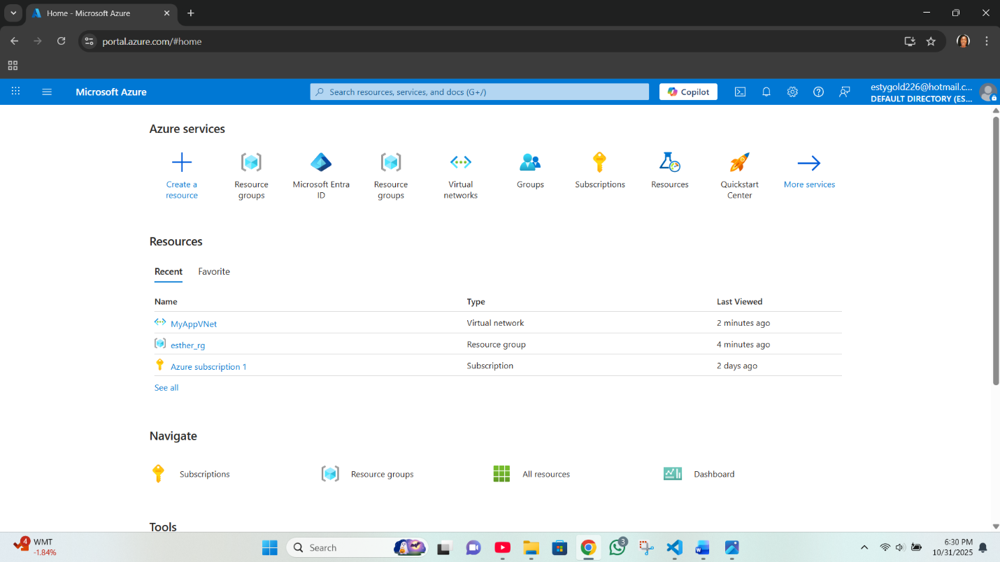 Home - Microsoft Azure
portal.azure.com/#home
Microsoft Azure
Search resources, services, and docs (G+/)
Copilot
estygold226@hotmail.c...
DEFAULT DIRECTORY (ES...
Azure services
Create a
resource
Resource
groups
Microsoft Entra
ID
Resource
groups
Virtual
networks
Groups
Subscriptions
Resources
Quickstart
Center
More services
Resources
Recent Favorite
Name Type Last Viewed
MyAppVNet Virtual network 2 minutes ago
esther_rg Resource group 4 minutes ago
Azure subscription 1 Subscription 2 days ago
See all
Navigate
Subscriptions Resource groups All resources Dashboard
Tools
4 WMT
-1.84%
Search
3
6:30 PM
10/31/2025